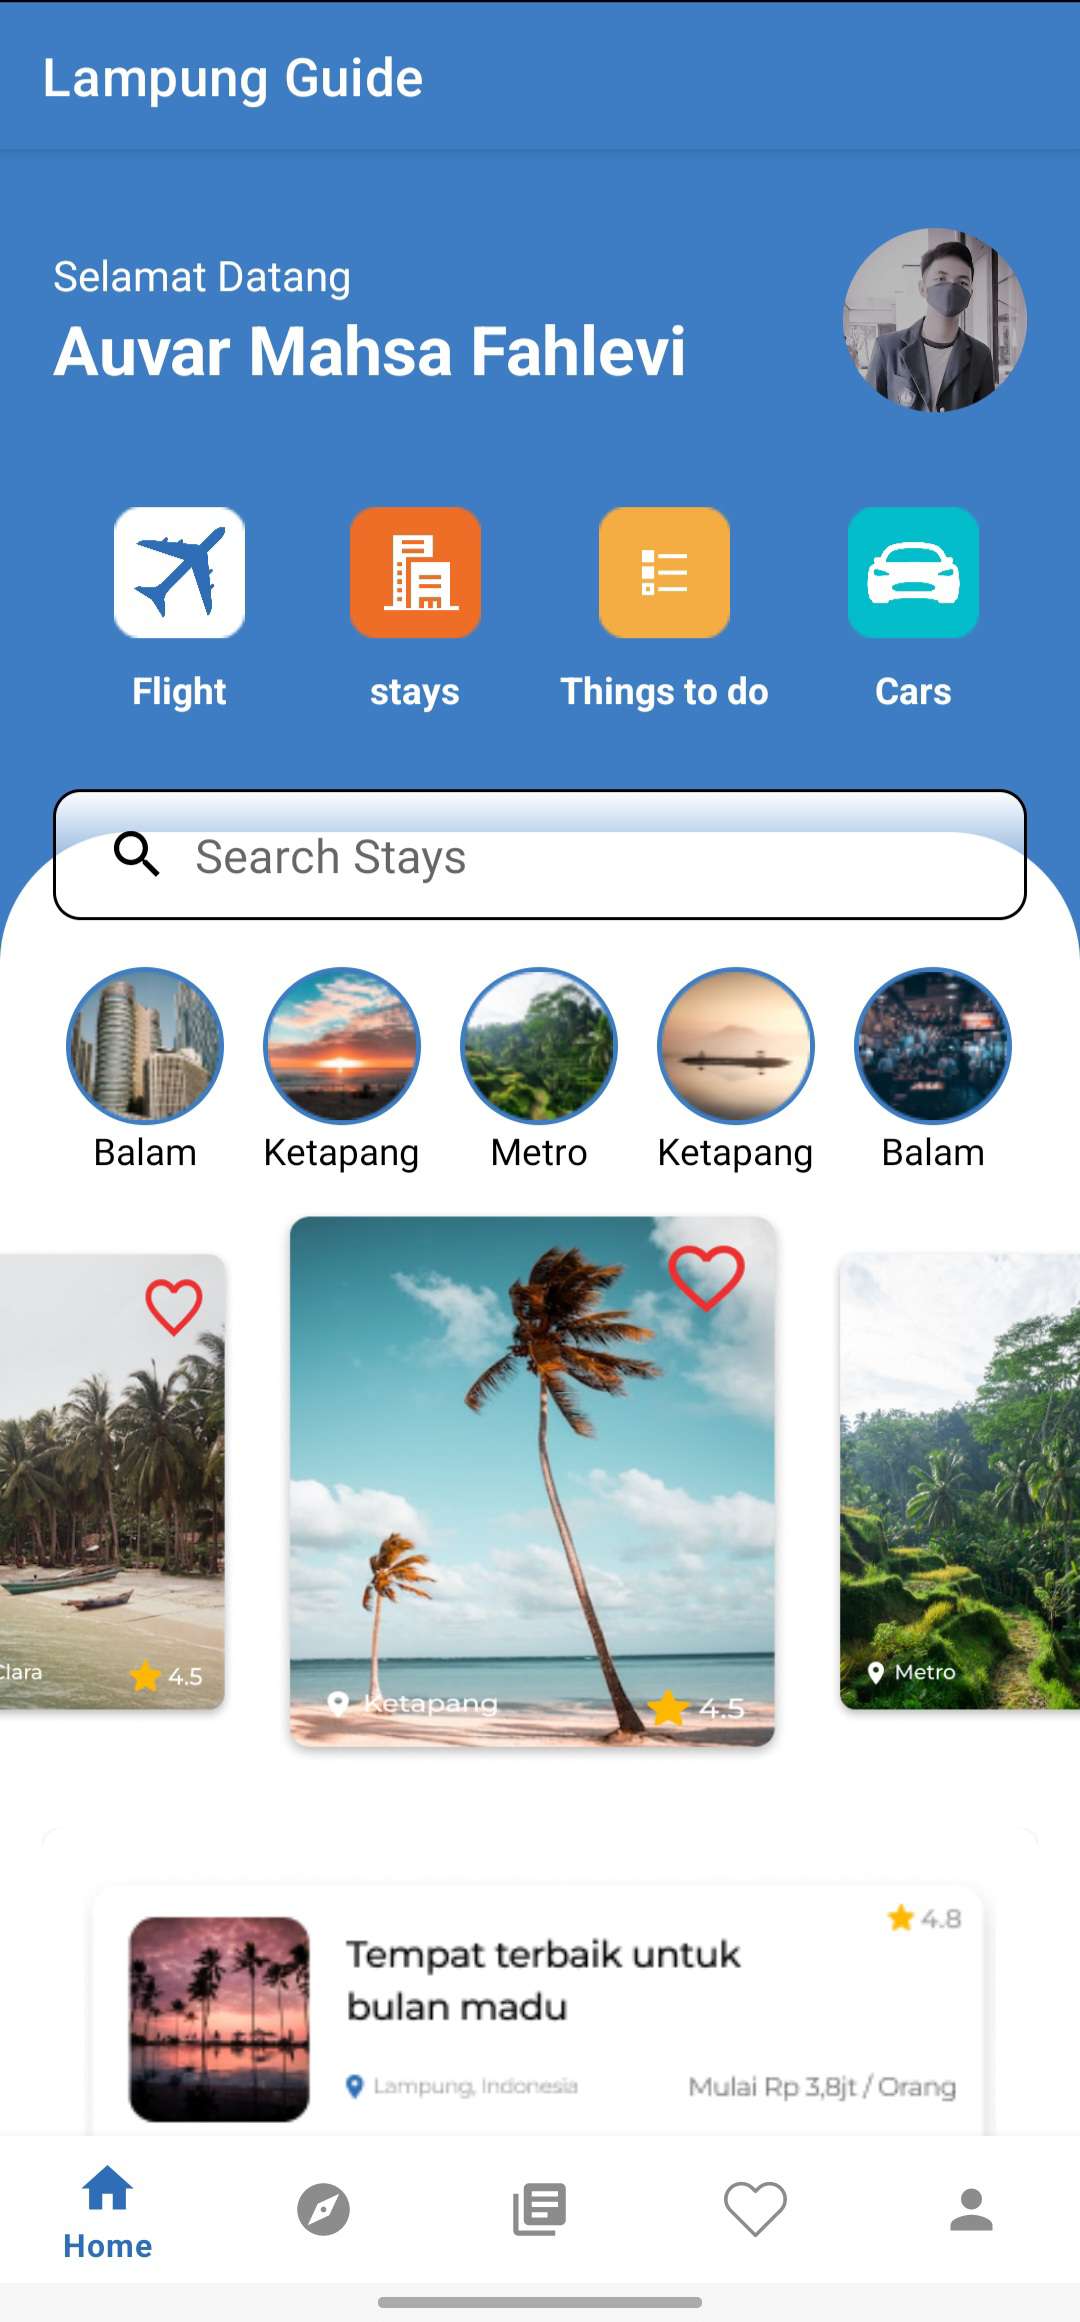 Lampung Guide
Selamat Datang
Auvar Mahsa Fahlevi
Flight stays Things to do Cars
Search Stays
Balam Ketapang Metro Ketapang Balam
Clara 4.5
Ketapang 4.5
Metro
4.8
Tempat terbaik untuk
bulan madu
Lampung, Indonesia Mulai Rp 3,8jt / Orang
Home